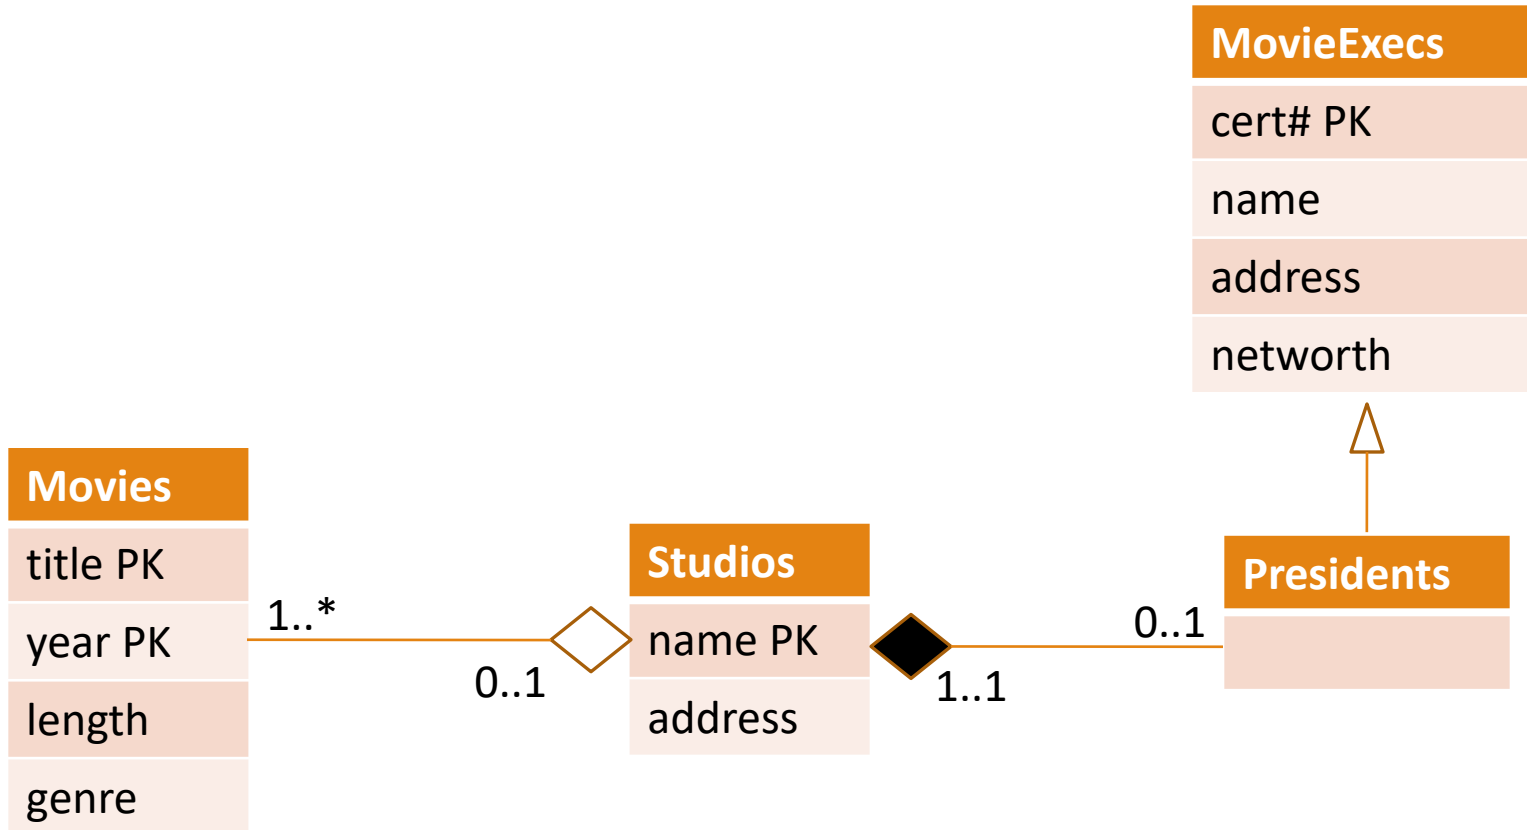 MovieExecs
cert# PK
name
address
networth
Movies
title PK
year PK
length
genre
1..*
0..1
Studios
name PK
address
1..1
0..1
Presidents